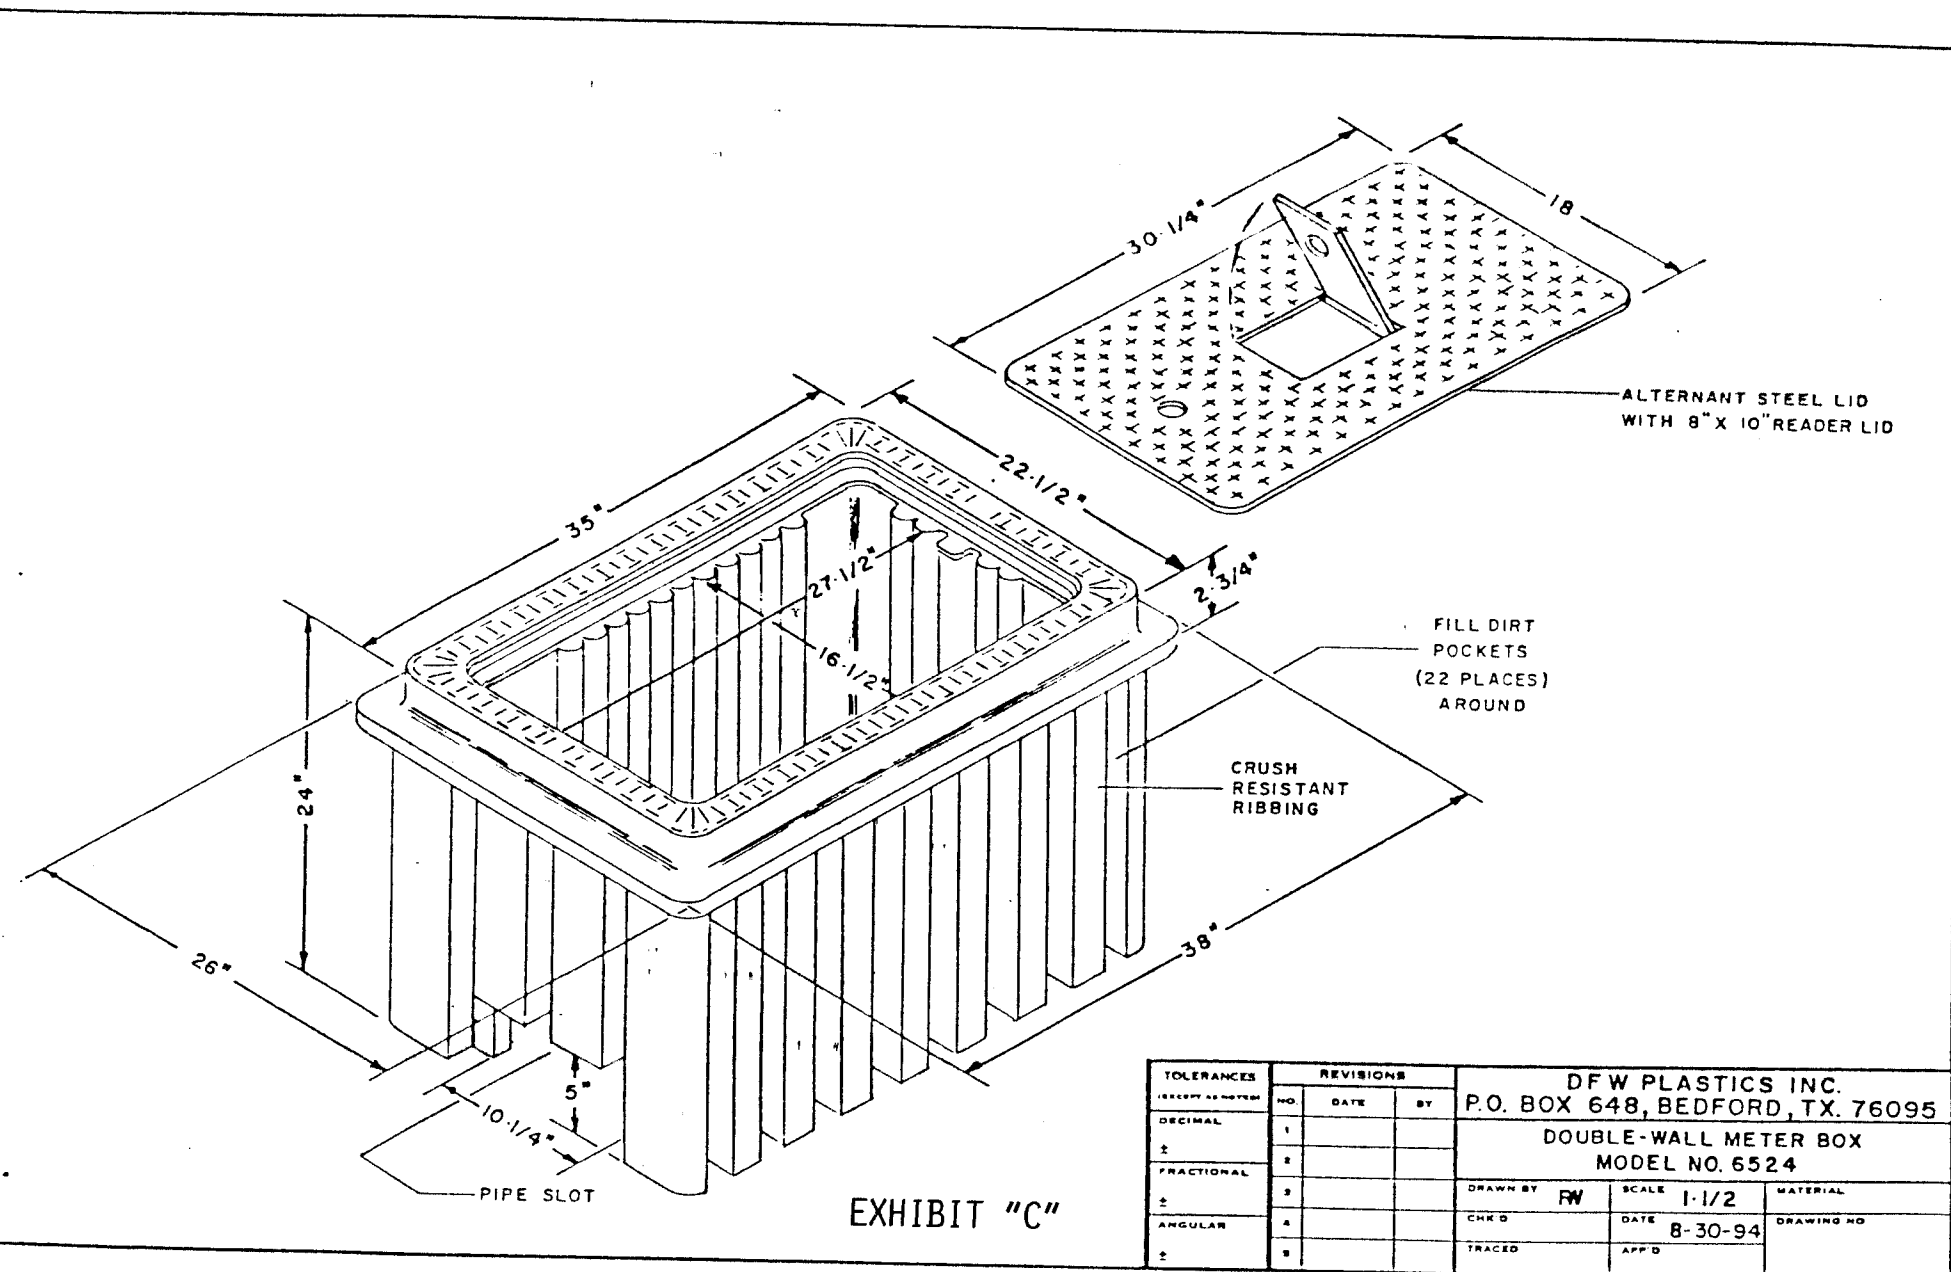 30-1/4"
18
ALTERNANT STEEL LID
WITH 8" X 10" READER LID
35"
22-1/2"
27-1/2"
16-1/2"
2-3/4"
FILL DIRT
POCKETS
(22 PLACES)
AROUND
CRUSH
RESISTANT
RIBBING
24"
26"
38"
5"
10-1/4"
PIPE SLOT
EXHIBIT "C"
TOLERANCES
(EXCEPT AS NOTED)
DECIMAL
±
FRACTIONAL
±
ANGULAR
±
REVISIONS
NO. DATE BY
1
2
3
4
5
DFW PLASTICS INC.
P.O. BOX 648, BEDFORD, TX. 76095
DOUBLE-WALL METER BOX
MODEL NO. 6524
DRAWN BY RW
SCALE 1-1/2
MATERIAL
CHK'D
DATE 8-30-94
DRAWING NO
TRACED
APP'D